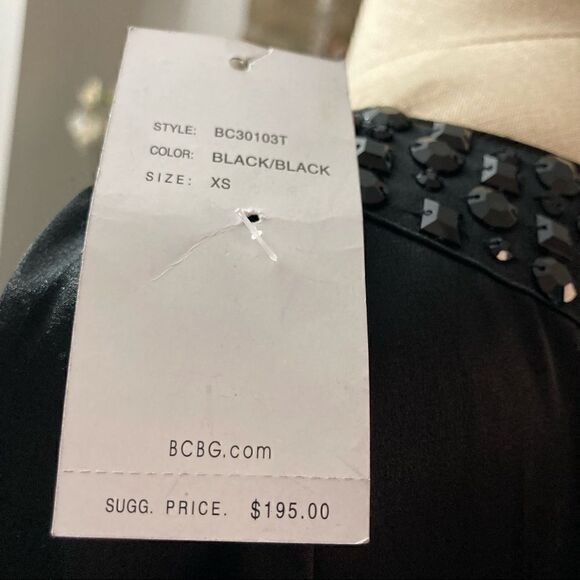 STYLE: BC30103T
COLOR: BLACK/BLACK
SIZE: XS
BCBG.com
SUGG. PRICE. $195.00